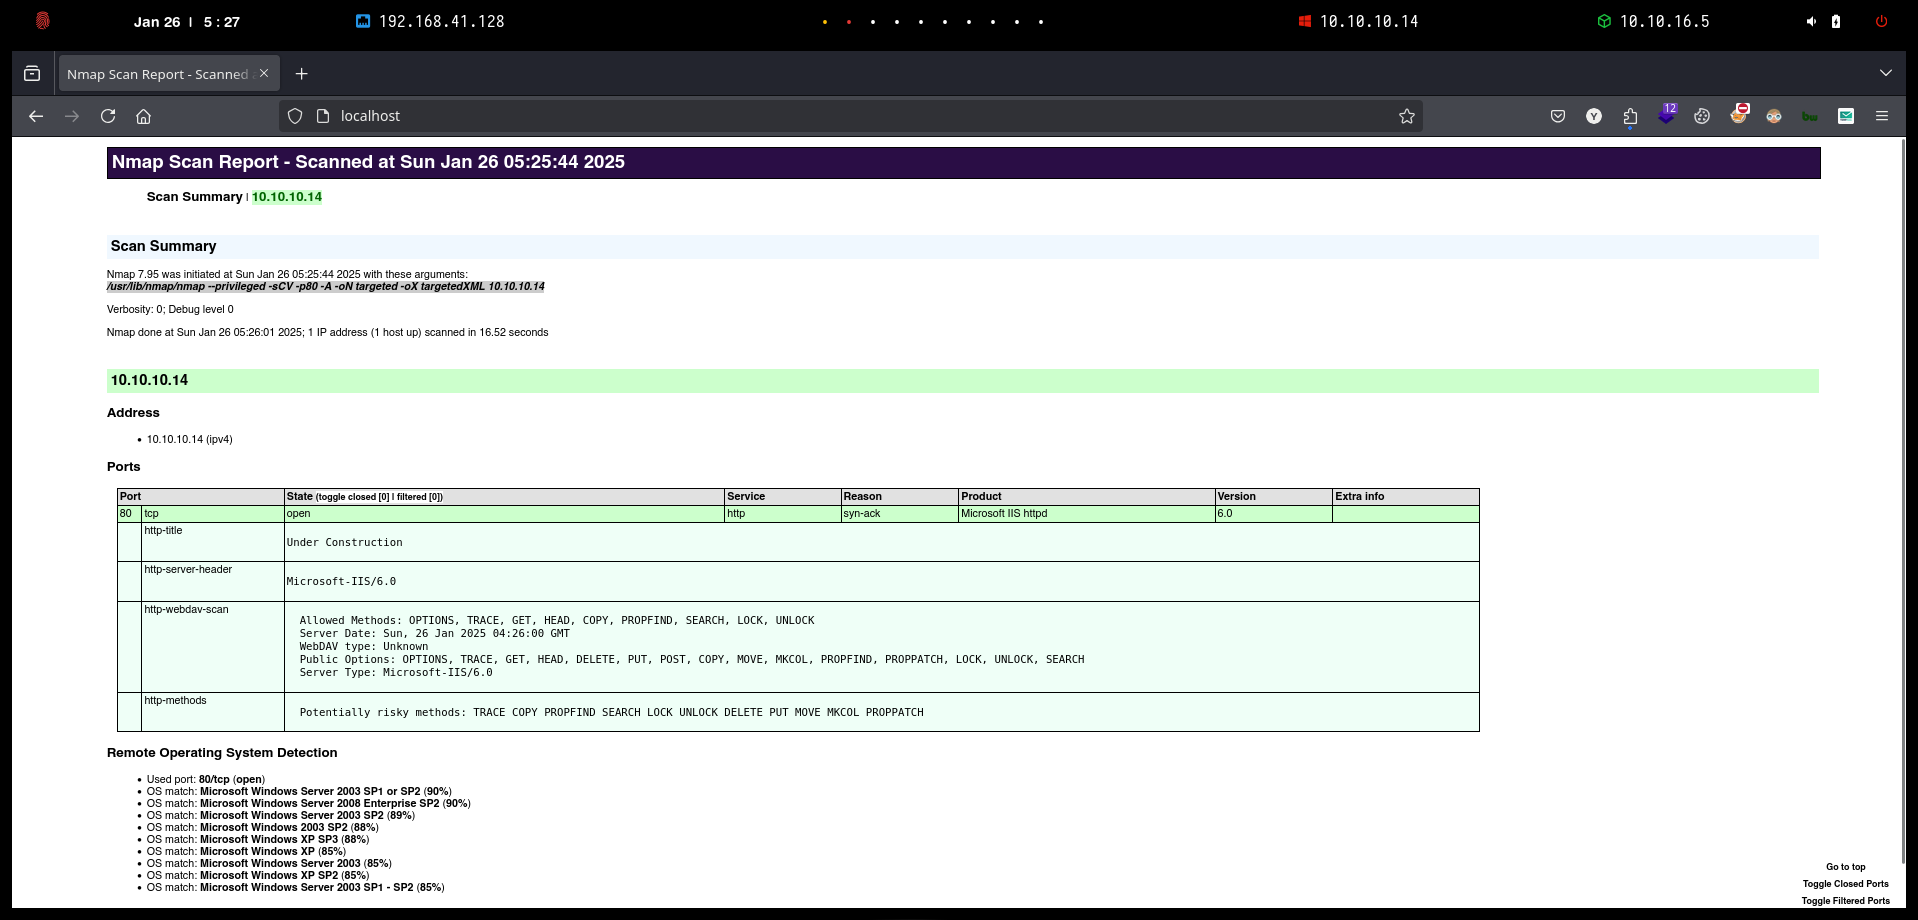 Jan 26 | 5 : 27 192.168.41.128 10.10.10.14 10.10.16.5
Nmap Scan Report - Scanned
localhost
12
Y
bw
Nmap Scan Report - Scanned at Sun Jan 26 05:25:44 2025
Scan Summary | 10.10.10.14
Scan Summary
Nmap 7.95 was initiated at Sun Jan 26 05:25:44 2025 with these arguments:
/usr/lib/nmap/nmap --privileged -sCV -p80 -A -oN targeted -oX targetedXML 10.10.10.14
Verbosity: 0; Debug level 0
Nmap done at Sun Jan 26 05:26:01 2025; 1 IP address (1 host up) scanned in 16.52 seconds
10.10.10.14
Address
• 10.10.10.14 (ipv4)
Ports
Port State (toggle closed [0] | filtered [0]) Service Reason Product Version Extra info
80 tcp open http syn-ack Microsoft IIS httpd 6.0
http-title
Under Construction
http-server-header
Microsoft-IIS/6.0
http-webdav-scan
Allowed Methods: OPTIONS, TRACE, GET, HEAD, COPY, PROPFIND, SEARCH, LOCK, UNLOCK
Server Date: Sun, 26 Jan 2025 04:26:00 GMT
WebDAV type: Unknown
Public Options: OPTIONS, TRACE, GET, HEAD, DELETE, PUT, POST, COPY, MOVE, MKCOL, PROPFIND, PROPPATCH, LOCK, UNLOCK, SEARCH
Server Type: Microsoft-IIS/6.0
http-methods
Potentially risky methods: TRACE COPY PROPFIND SEARCH LOCK UNLOCK DELETE PUT MOVE MKCOL PROPPATCH
Remote Operating System Detection
• Used port: 80/tcp (open)
• OS match: Microsoft Windows Server 2003 SP1 or SP2 (90%)
• OS match: Microsoft Windows Server 2008 Enterprise SP2 (90%)
• OS match: Microsoft Windows Server 2003 SP2 (89%)
• OS match: Microsoft Windows 2003 SP2 (88%)
• OS match: Microsoft Windows XP SP3 (88%)
• OS match: Microsoft Windows XP (85%)
• OS match: Microsoft Windows Server 2003 (85%)
• OS match: Microsoft Windows XP SP2 (85%)
• OS match: Microsoft Windows Server 2003 SP1 - SP2 (85%)
Go to top
Toggle Closed Ports
Toggle Filtered Ports